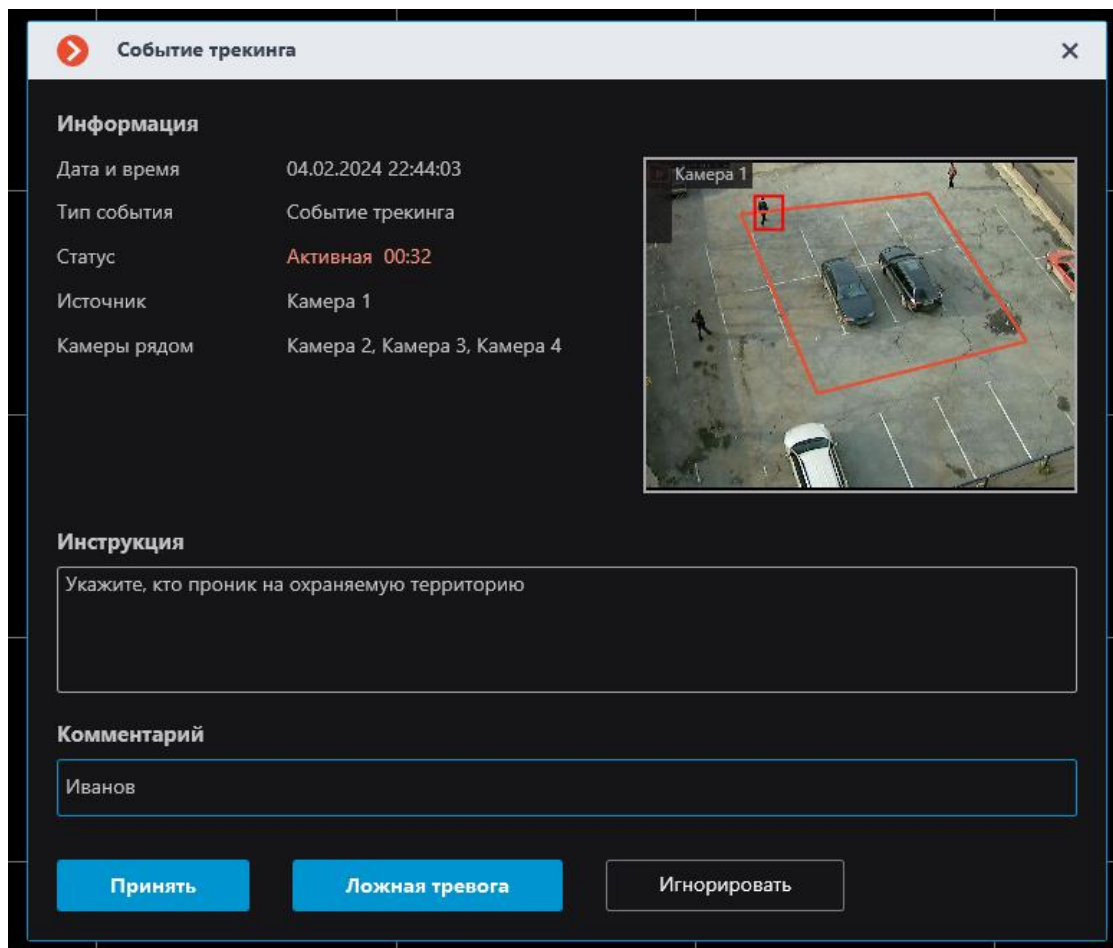 Событие трекинга
Информация
Дата и время 04.02.2024 22:44:03
Камера 1
Тип события Событие трекинга
Статус Активная 00:32
Источник Камера 1
Камеры рядом Камера 2, Камера 3, Камера 4
Инструкция
Укажите, кто проник на охраняемую территорию
Комментарий
Иванов
Принять Ложная тревога Игнорировать